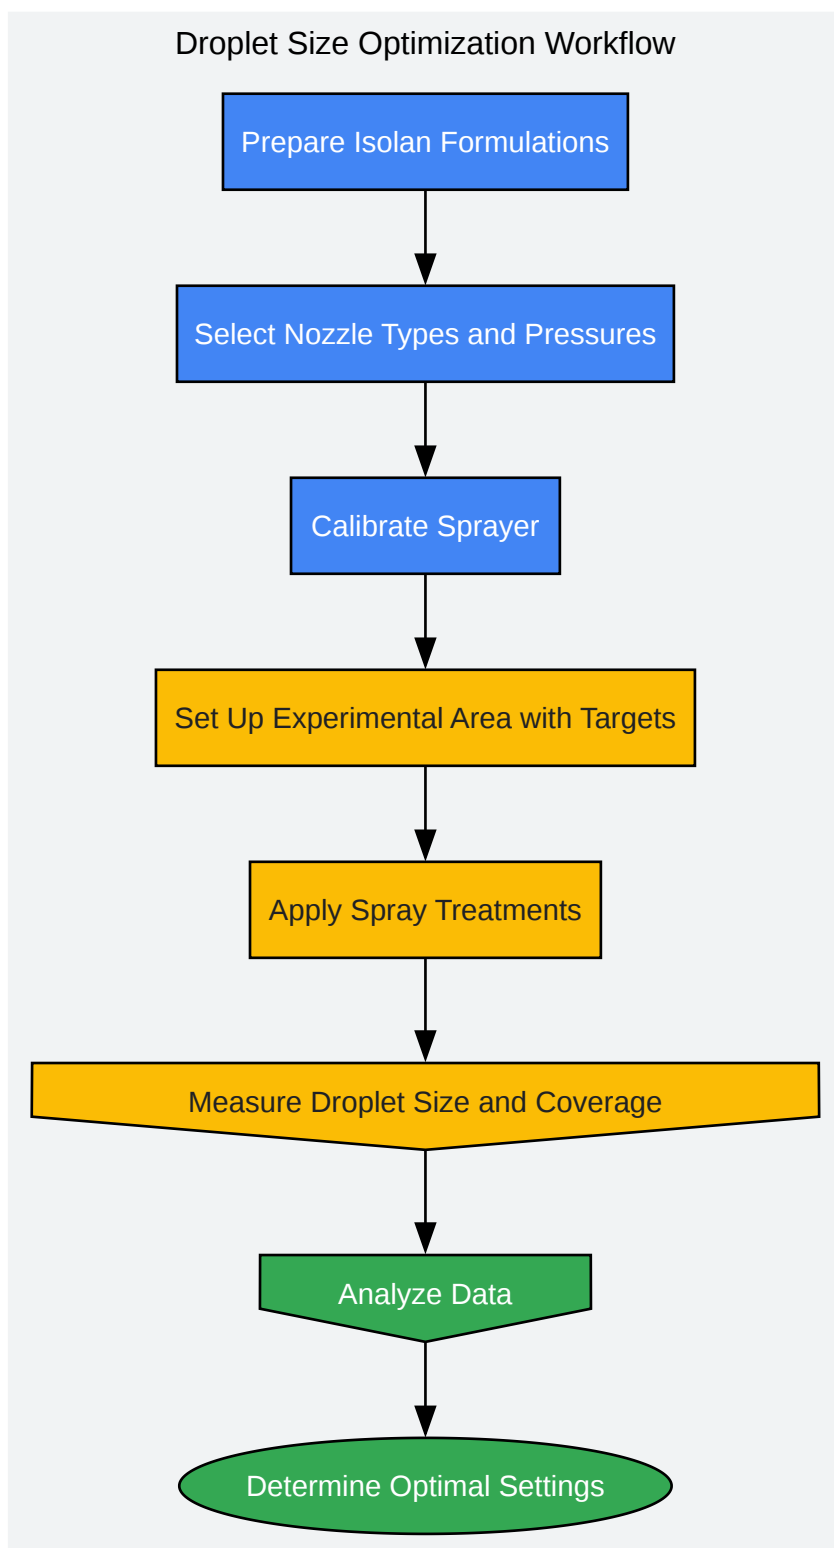 Droplet Size Optimization Workflow
Prepare Isolan Formulations
Select Nozzle Types and Pressures
Calibrate Sprayer
Set Up Experimental Area with Targets
Apply Spray Treatments
Measure Droplet Size and Coverage
Analyze Data
Determine Optimal Settings